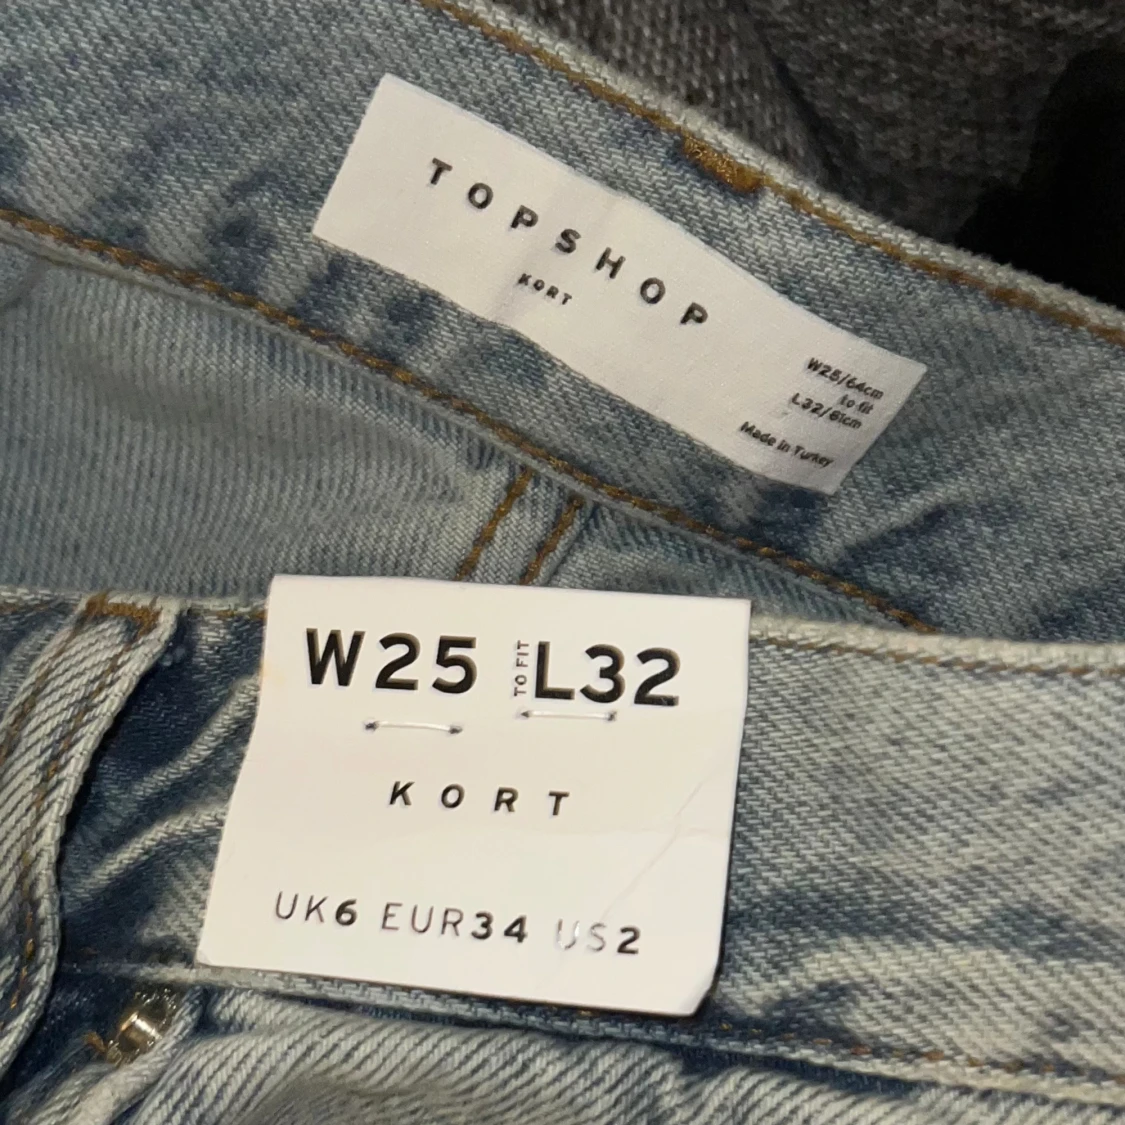 TOPSHOP
KORT
W25/64cm
to fit
L32/81cm
Made in Turkey
W25 TO FIT L32
KORT
UK6 EUR34 US2